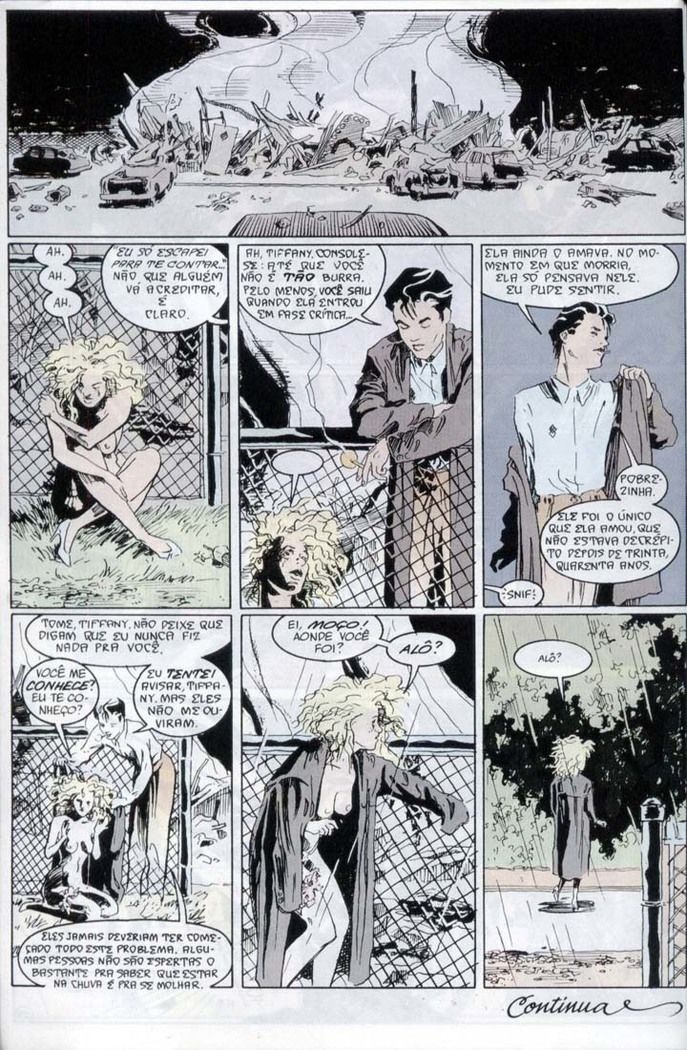 AH.
AH.
AH.
"EU SÓ ESCAPEI
PARA TE CONTAR..."
NÃO QUE ALGUÉM
VÁ ACREDITAR,
É
CLARO.
AH, TIFFANY, CONSOLE-
SE: ATÉ QUE VOCÊ
NÃO É TÃO BURRA.
PELO MENOS, VOCÊ SAIU
QUANDO ELA ENTROU
EM FASE CRÍTICA...
ELA AINDA O AMAVA. NO MO-
MENTO EM QUE MORRIA,
ELA SÓ PENSAVA NELE.
EU PUDE SENTIR.
POBRE-
ZINHA.
ELE FOI O ÚNICO
QUE ELA AMOU, QUE
NÃO ESTAVA DECRÉPI-
TO DEPOIS DE TRINTA,
QUARENTA ANOS.
:SNIF!
TOME, TIFFANY. NÃO DEIXE QUE
DIGAM QUE EU NUNCA FIZ
NADA PRA VOCÊ.
VOCÊ ME
CONHECE?
EU TE CO-
NHEÇO?
EU TENTEI
AVISAR, TIFFA-
NY. MAS ELES
NÃO ME OU-
VIRAM.
ELES JAMAIS DEVERIAM TER COME-
ÇADO TODO ESTE PROBLEMA. ALGU-
MAS PESSOAS NÃO SÃO ESPERTAS O
BASTANTE PRA SABER QUE ESTAR
NA CHUVA É PRA SE MOLHAR.
EI, MOÇO!
AONDE VOCÊ
FOI?
ALÔ?
ALÔ?
Continua